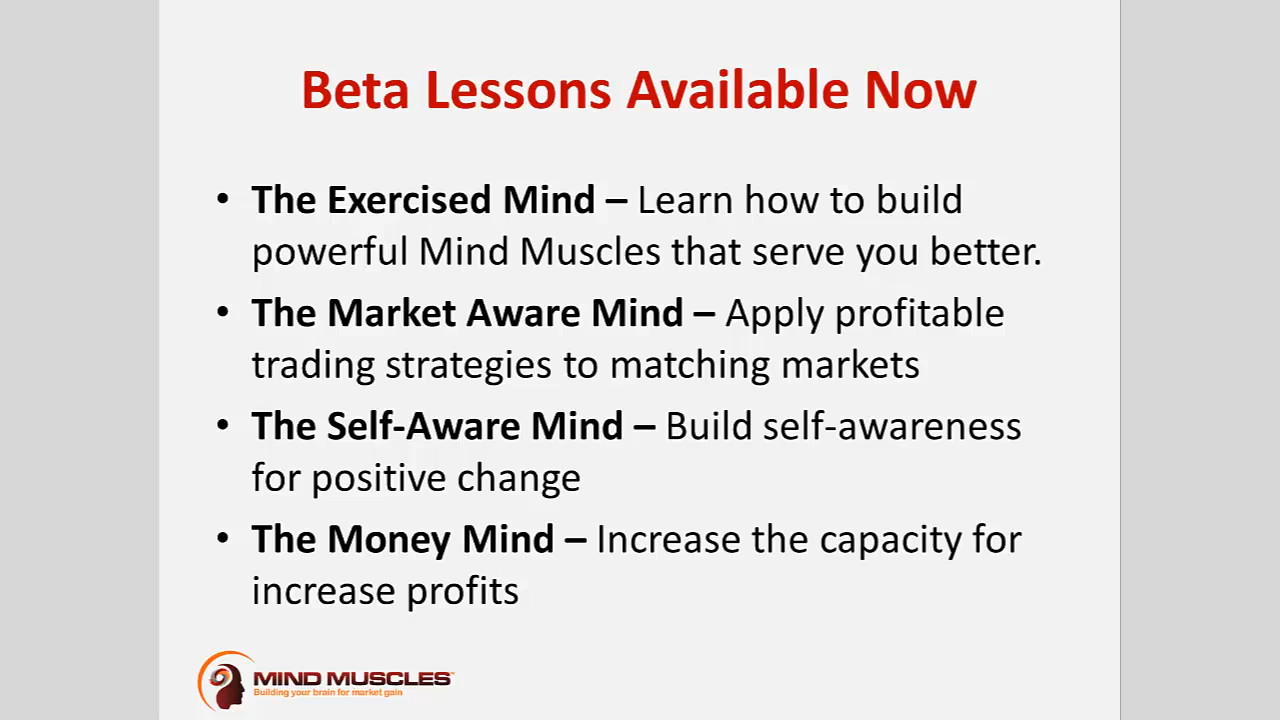 Beta Lessons Available Now
• The Exercised Mind – Learn how to build
powerful Mind Muscles that serve you better.
• The Market Aware Mind – Apply profitable
trading strategies to matching markets
• The Self-Aware Mind – Build self-awareness
for positive change
• The Money Mind – Increase the capacity for
increase profits
MIND MUSCLES™
Building your brain for market gain